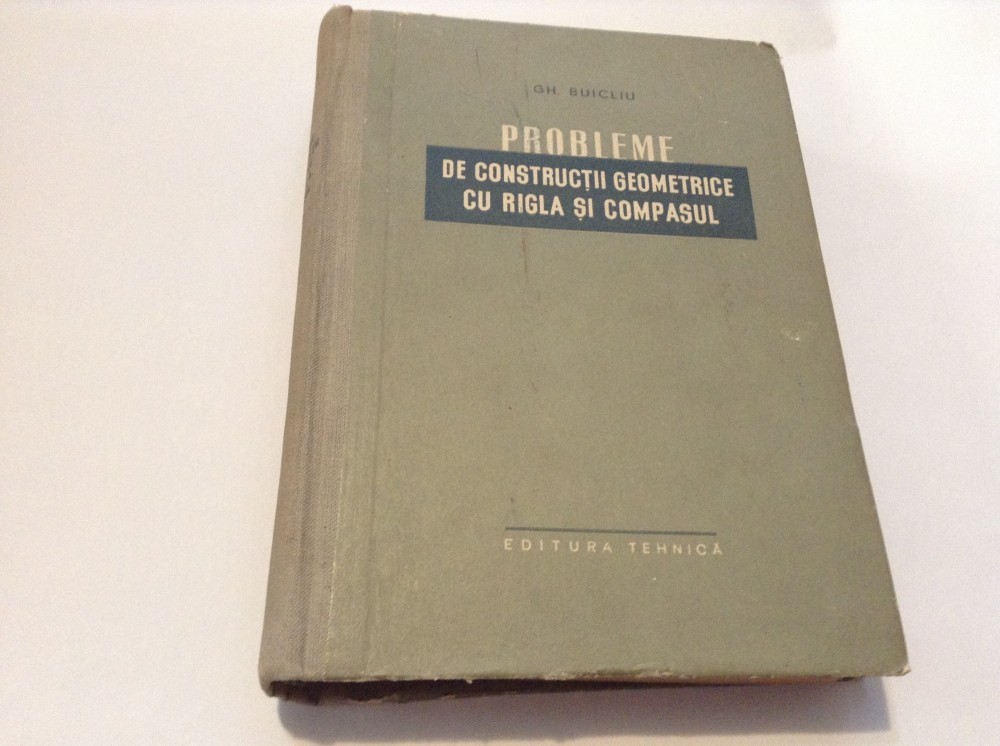 GH. BUICLIU
PROBLEME
DE CONSTRUCȚII GEOMETRICE
CU RIGLA ȘI COMPASUL
EDITURA TEHNICĂ